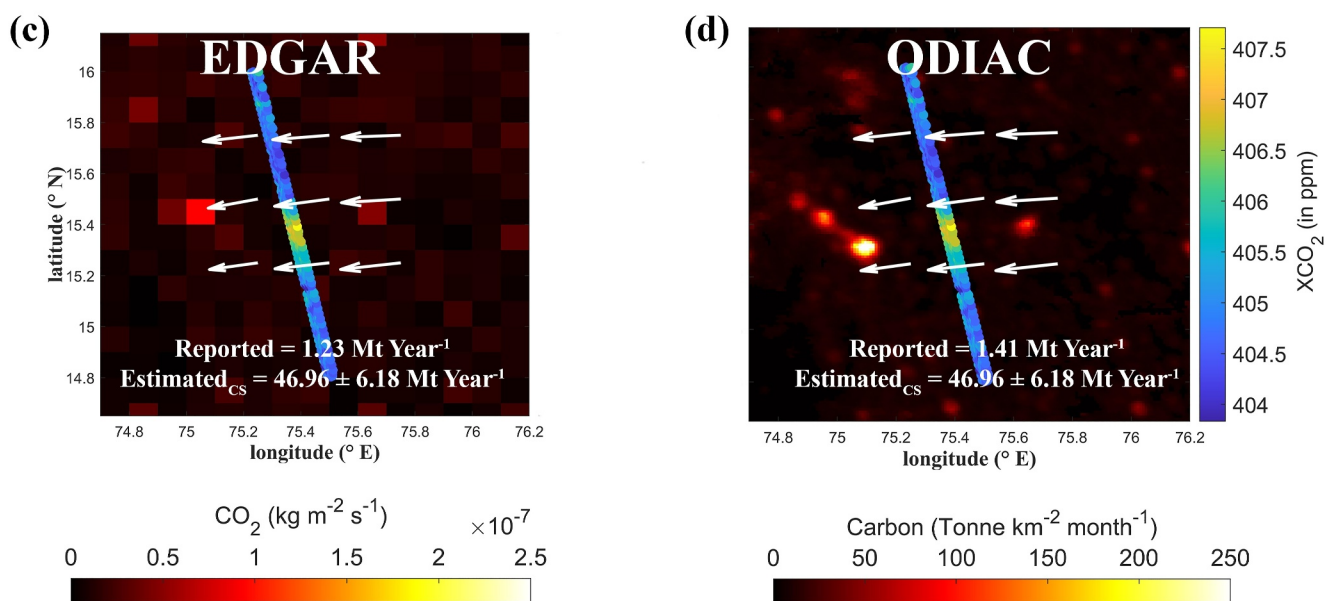 (c)
EDGAR
16
15.8
15.6
15.4
15.2
15
14.8
latitude (° N)
Reported = 1.23 Mt Year⁻¹
Estimated_CS = 46.96 ± 6.18 Mt Year⁻¹
74.8 75 75.2 75.4 75.6 75.8 76 76.2
longitude (° E)
CO₂ (kg m⁻² s⁻¹) ×10⁻⁷
0 0.5 1 1.5 2 2.5
(d)
ODIAC
Reported = 1.41 Mt Year⁻¹
Estimated_CS = 46.96 ± 6.18 Mt Year⁻¹
74.8 75 75.2 75.4 75.6 75.8 76 76.2
longitude (° E)
407.5
407
406.5
406
405.5
405
404.5
404
XCO₂ (in ppm)
Carbon (Tonne km⁻² month⁻¹)
0 50 100 150 200 250